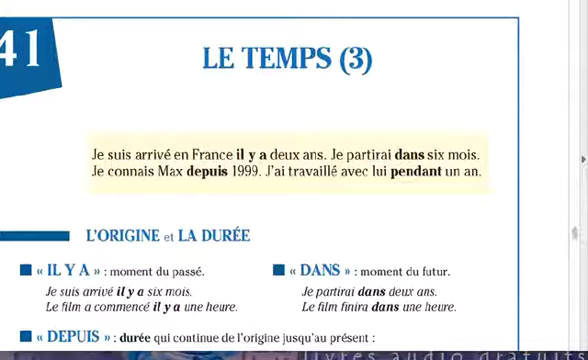 41
LE TEMPS (3)
Je suis arrivé en France il y a deux ans. Je partirai dans six mois.
Je connais Max depuis 1999. J'ai travaillé avec lui pendant un an.
L'ORIGINE et LA DURÉE
« IL Y A » : moment du passé.
Je suis arrivé il y a six mois.
Le film a commencé il y a une heure.
« DANS » : moment du futur.
Je partirai dans deux ans.
Le film finira dans une heure.
« DEPUIS » : durée qui continue de l'origine jusqu'au présent :
livres audio gratuits